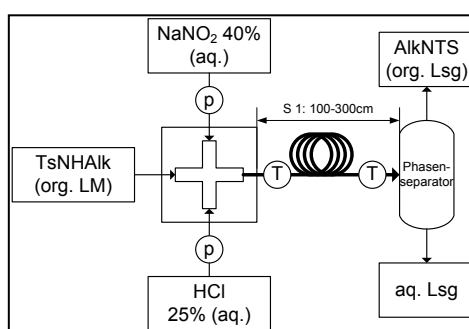 NaNO₂ 40%
(aq.)
AlkNTS
(org. Lsg)
p
S 1: 100-300cm
TsNHAlk
(org. LM)
T
T
Phasen-
separator
p
HCl
25% (aq.)
aq. Lsg